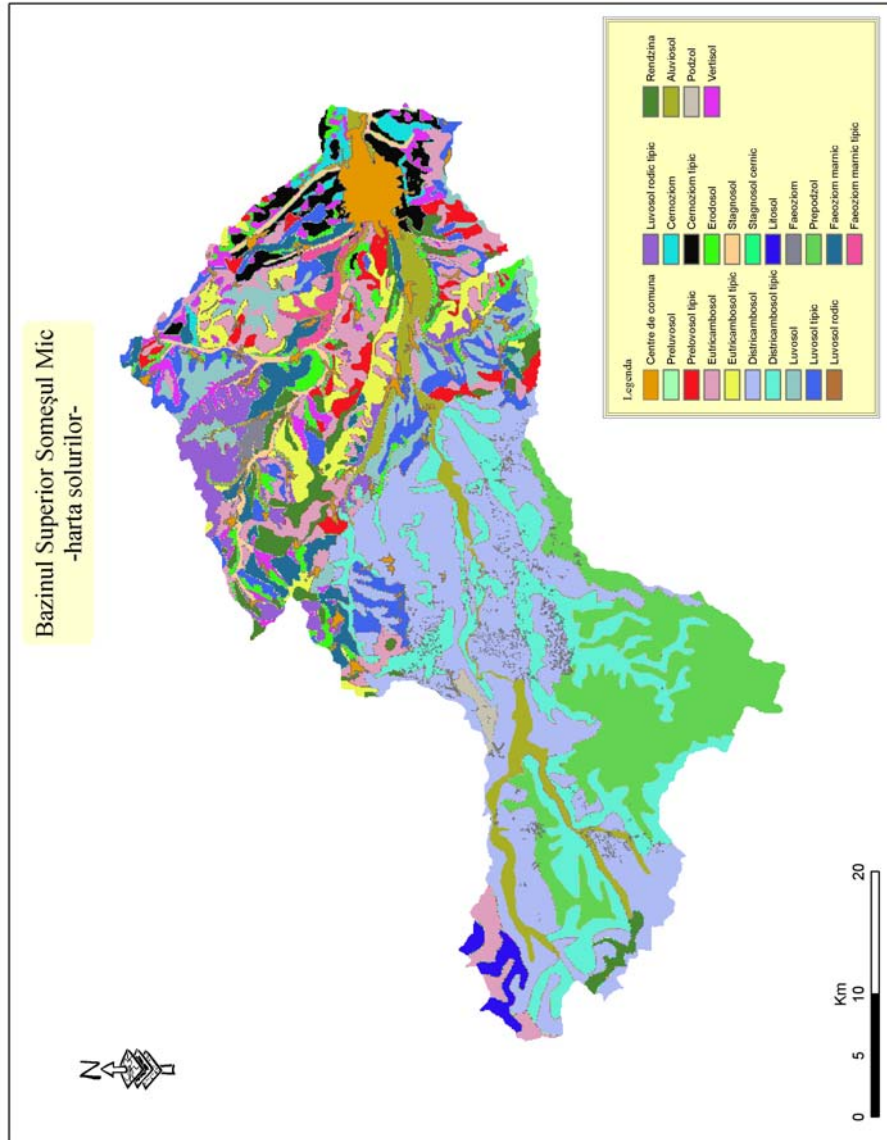 Bazinul Superior Someşul Mic
-harta solurilor-
N
Legenda
Centre de comuna
Preluvosol
Prelovosol tipic
Eutricambosol
Eutricambosol tipic
Districambosol
Districambosol tipic
Luvosol
Luvosol tipic
Luvosol rodic
Luvosol rodic tipic
Cernoziom
Cernoziom tipic
Erodosol
Stagnosol
Stagnosol cernic
Litosol
Faeoziom
Prepodzol
Faeoziom marnic
Faeoziom marnic tipic
Rendzina
Aluviosol
Podzol
Vertisol
Km
0 5 10 20